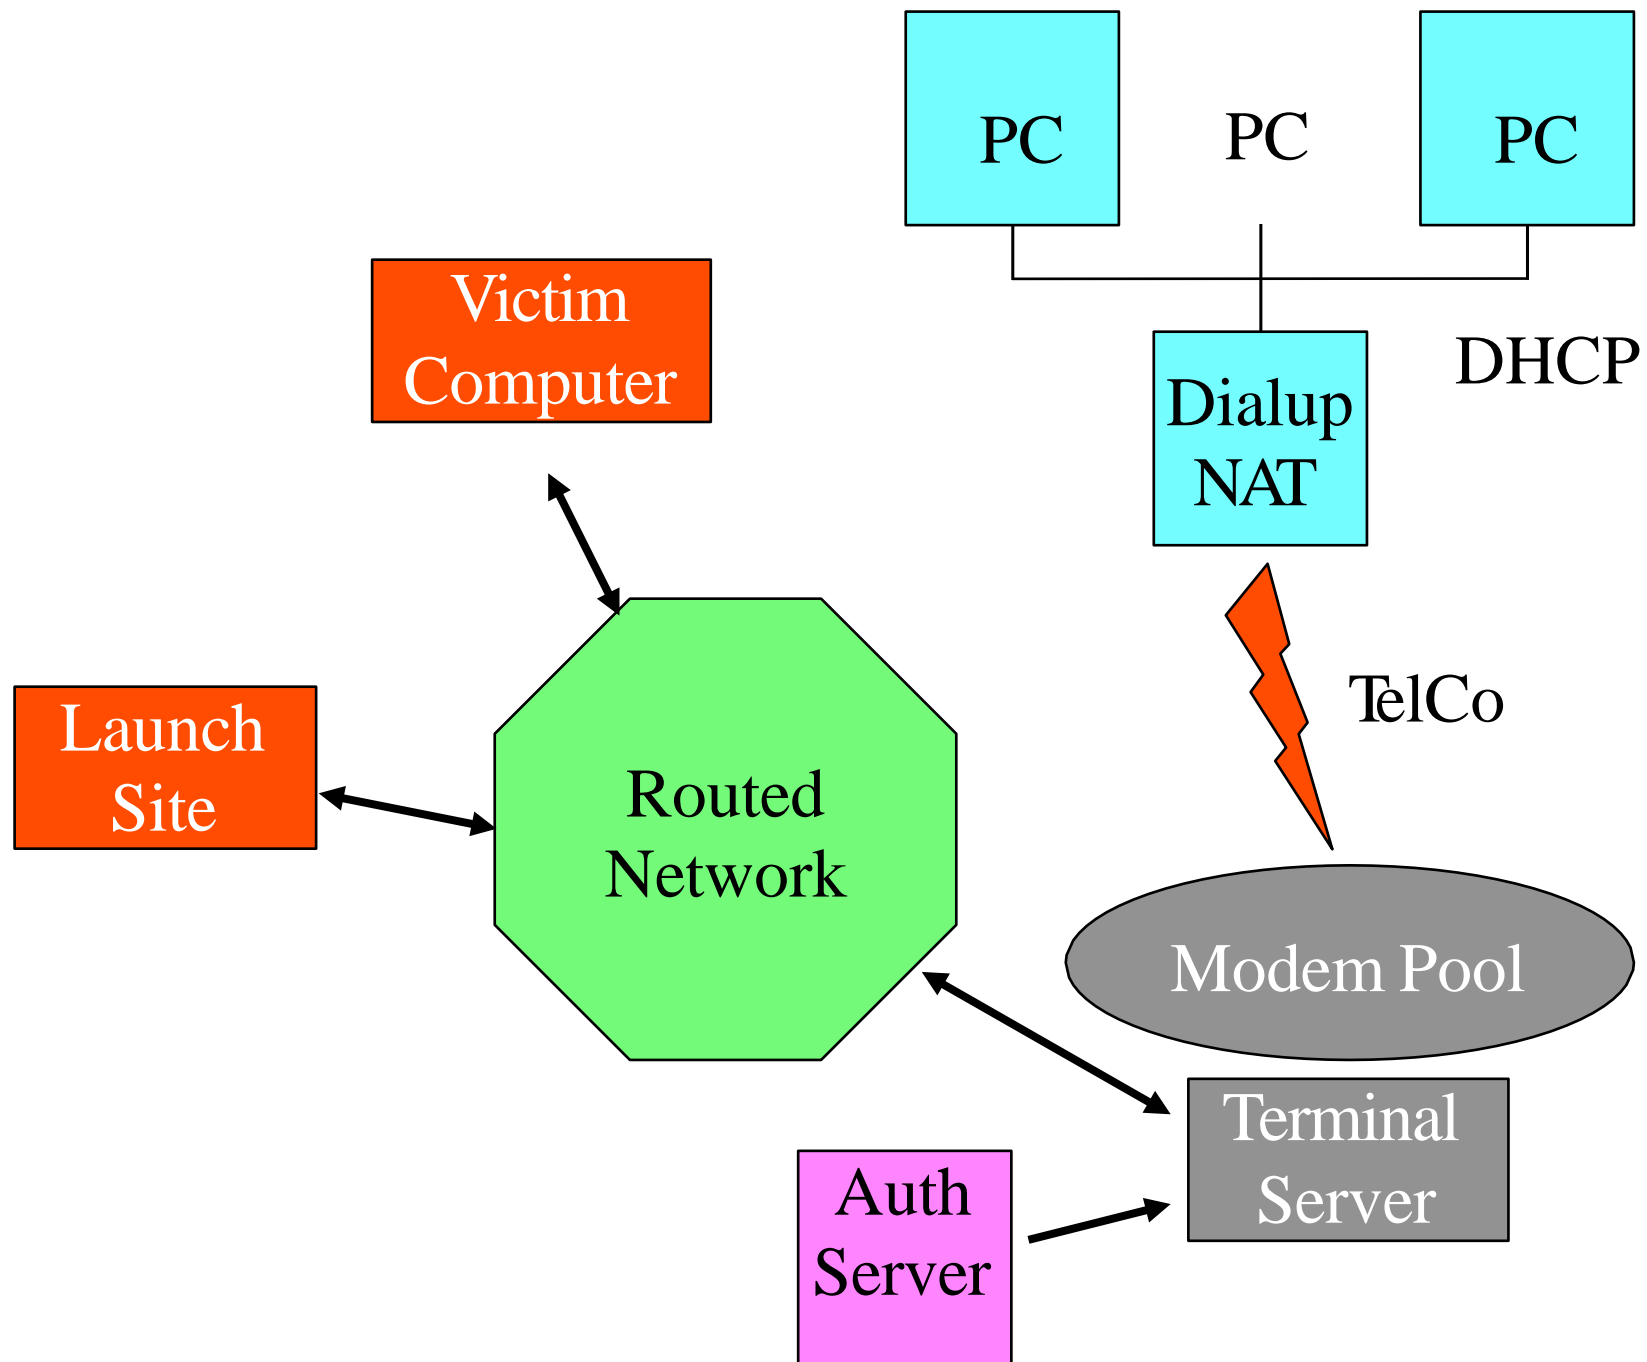 PC
PC
PC
Victim
Computer
DHCP
Dialup
NAT
Launch
Site
TelCo
Routed
Network
Modem Pool
Terminal
Server
Auth
Server